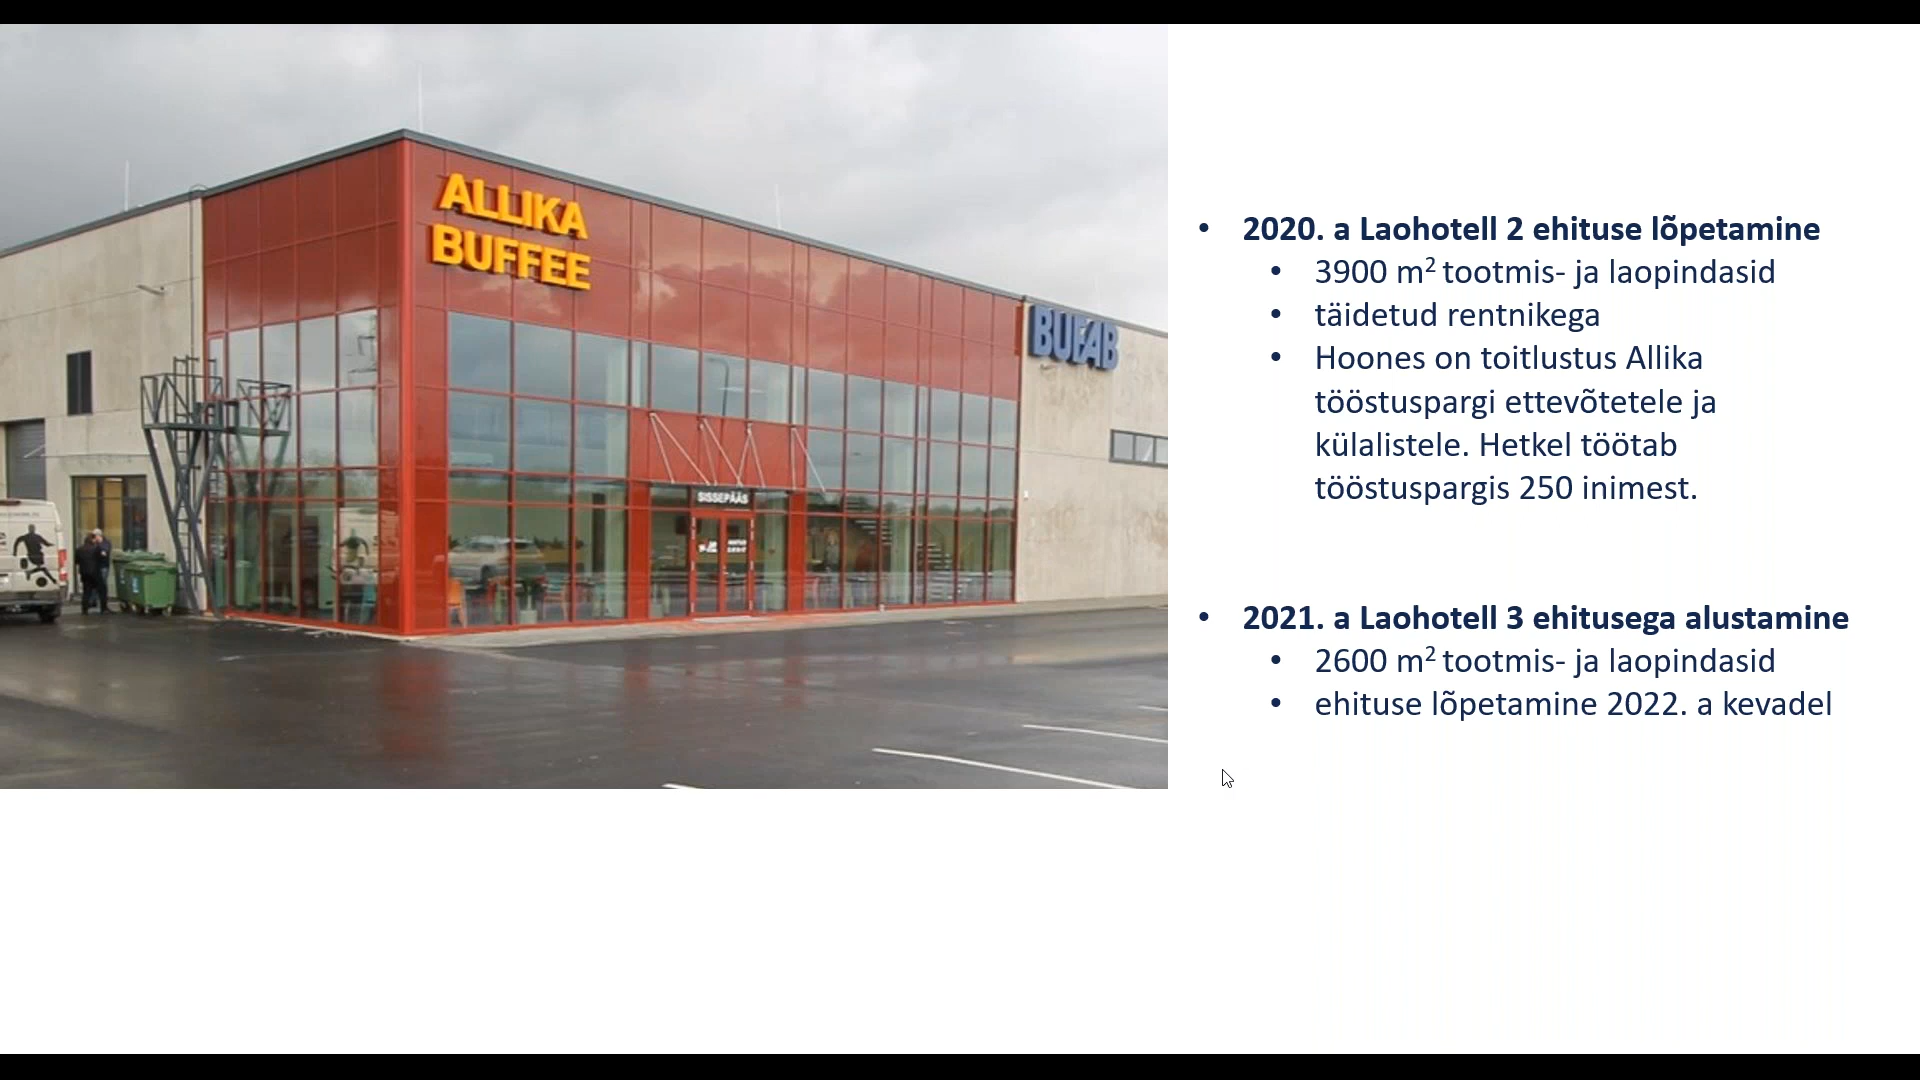 ALLIKA
BUFFEE
BUFAB
SISSEPÄÄS
• 2020. a Laohotell 2 ehituse lõpetamine
• 3900 m² tootmis- ja laopindasid
• täidetud rentnikega
• Hoones on toitlustus Allika
tööstuspargi ettevõtetele ja
külalistele. Hetkel töötab
tööstuspargis 250 inimest.
• 2021. a Laohotell 3 ehitusega alustamine
• 2600 m² tootmis- ja laopindasid
• ehituse lõpetamine 2022. a kevadel